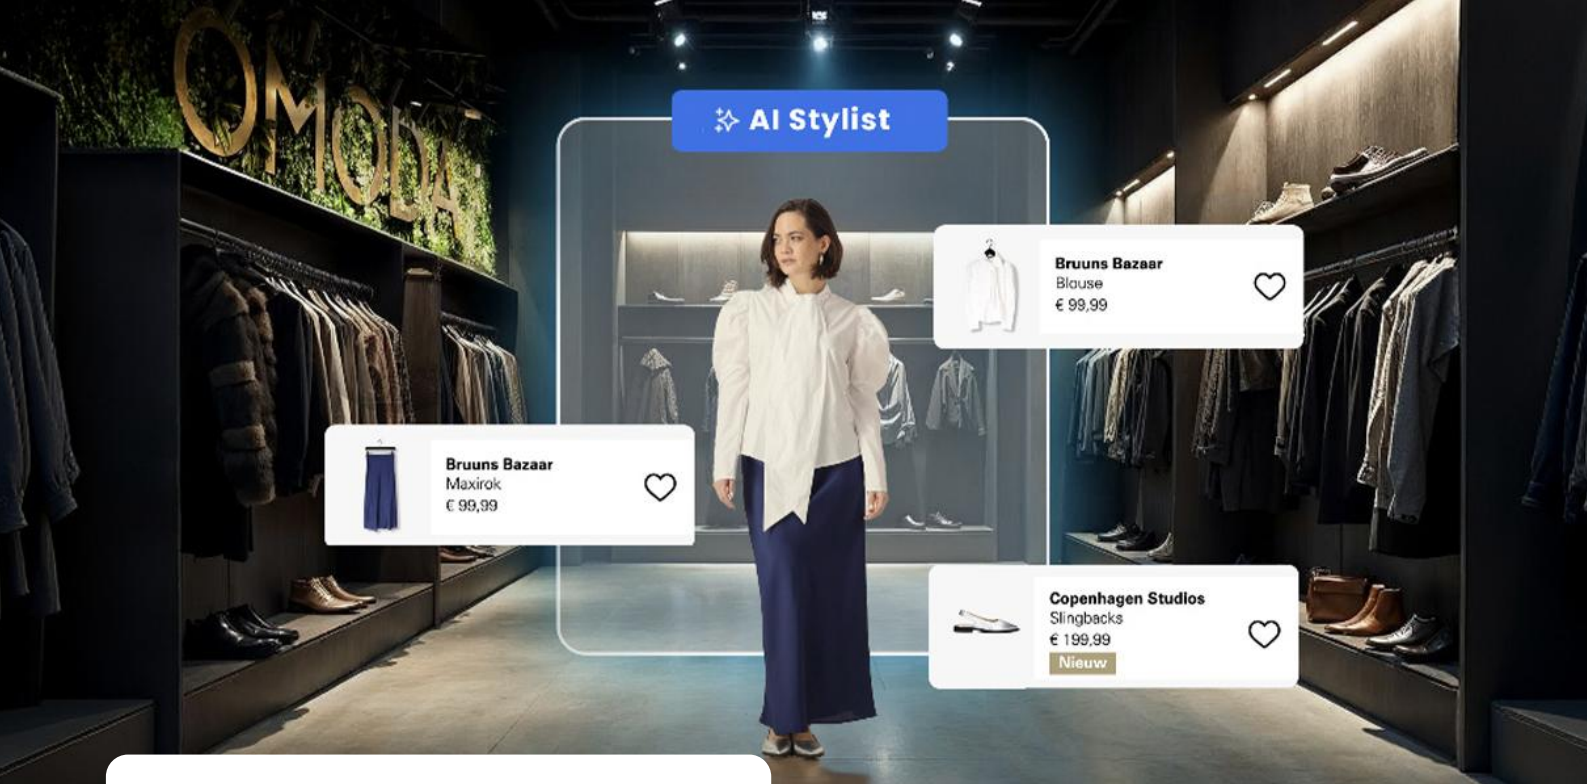 OMODA
AI Stylist
Bruuns Bazaar
Blouse
€ 99,99
Bruuns Bazaar
Maxirok
€ 99,99
Copenhagen Studios
Slingbacks
€ 199,99
Nieuw